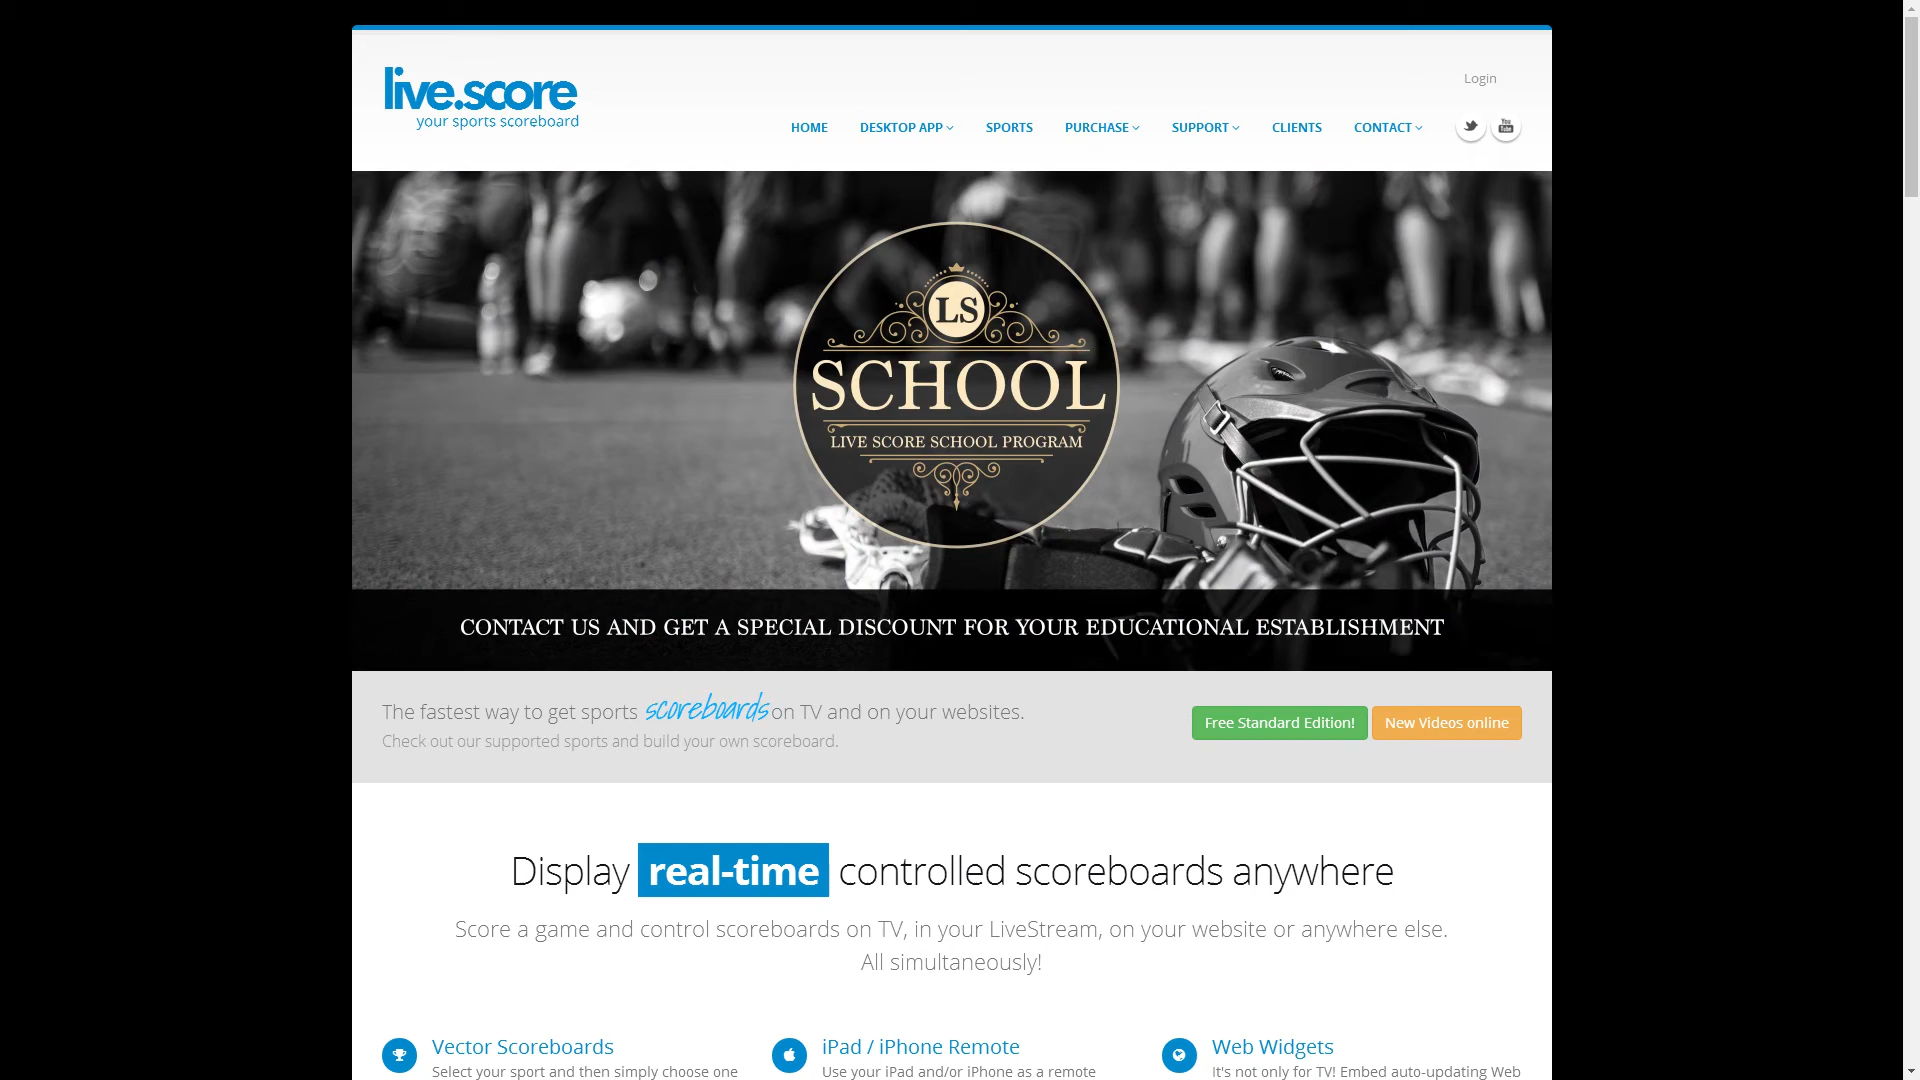 live.score
your sports scoreboard
Login
HOME
DESKTOP APP
SPORTS
PURCHASE
SUPPORT
CLIENTS
CONTACT
You
Tube
LS
SCHOOL
LIVE SCORE SCHOOL PROGRAM
CONTACT US AND GET A SPECIAL DISCOUNT FOR YOUR EDUCATIONAL ESTABLISHMENT
The fastest way to get sports scoreboards on TV and on your websites.
Check out our supported sports and build your own scoreboard.
Free Standard Edition!
New Videos online
Display real-time controlled scoreboards anywhere
Score a game and control scoreboards on TV, in your LiveStream, on your website or anywhere else.
All simultaneously!
Vector Scoreboards
Select your sport and then simply choose one
iPad / iPhone Remote
Use your iPad and/or iPhone as a remote
Web Widgets
It's not only for TV! Embed auto-updating Web